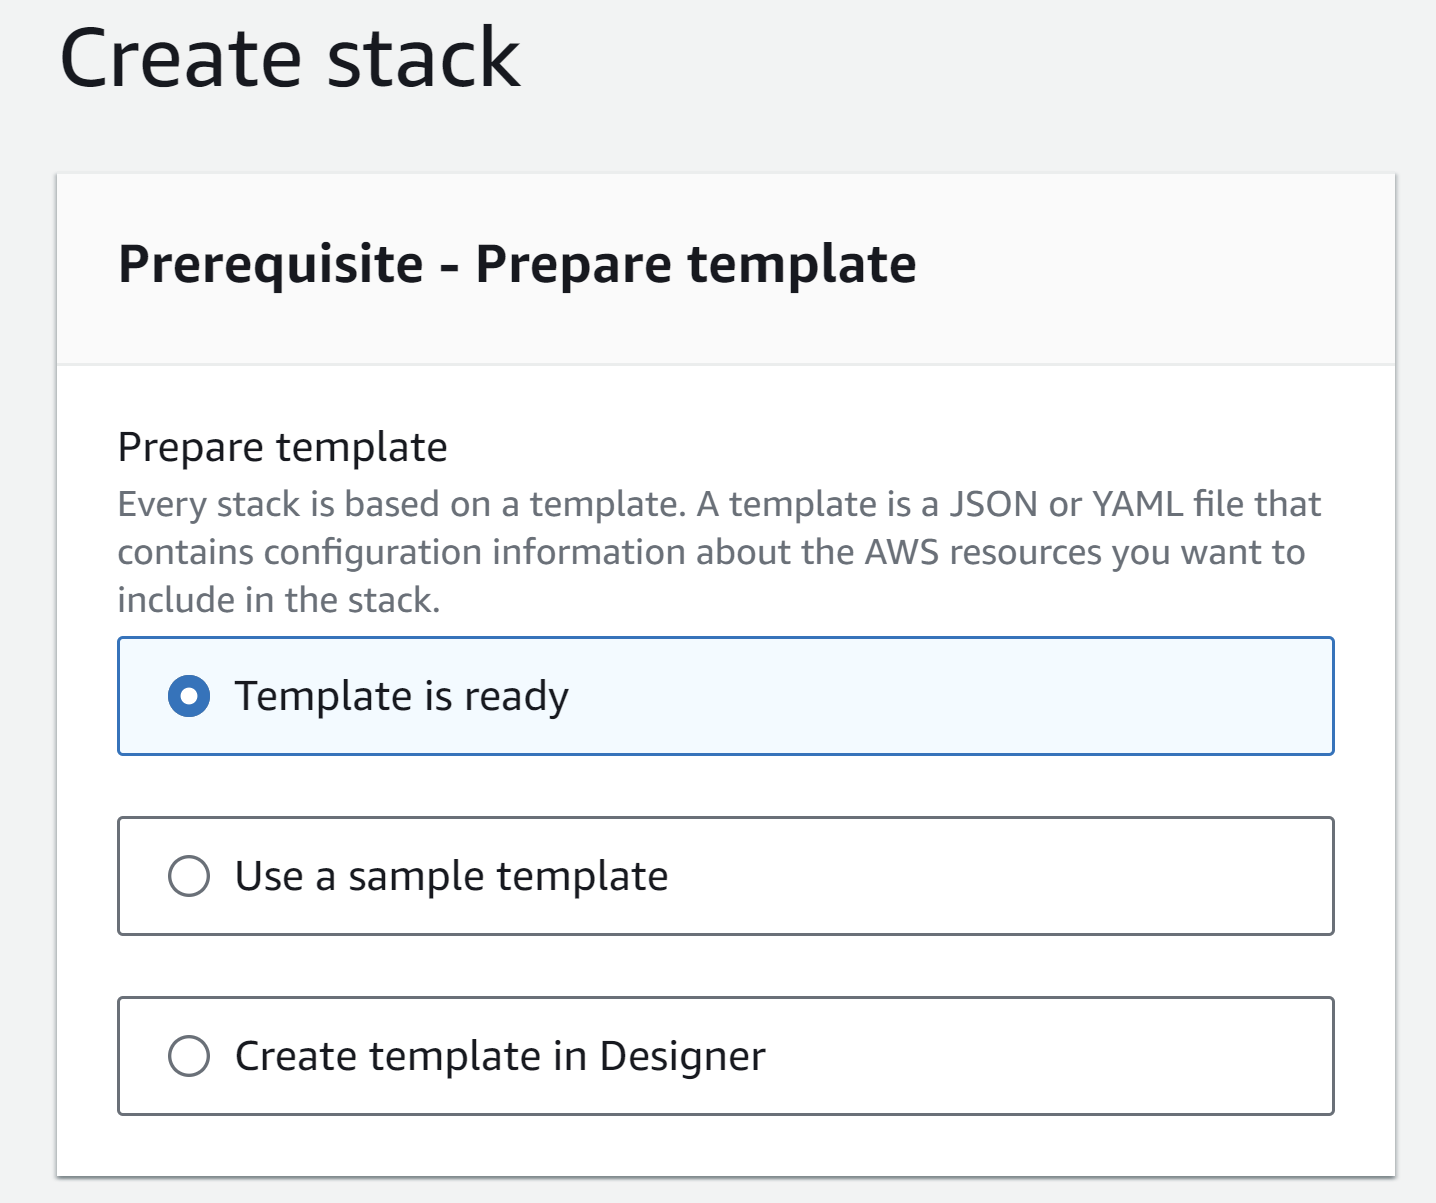 Create stack
Prerequisite - Prepare template
Prepare template
Every stack is based on a template. A template is a JSON or YAML file that
contains configuration information about the AWS resources you want to
include in the stack.
Template is ready
Use a sample template
Create template in Designer